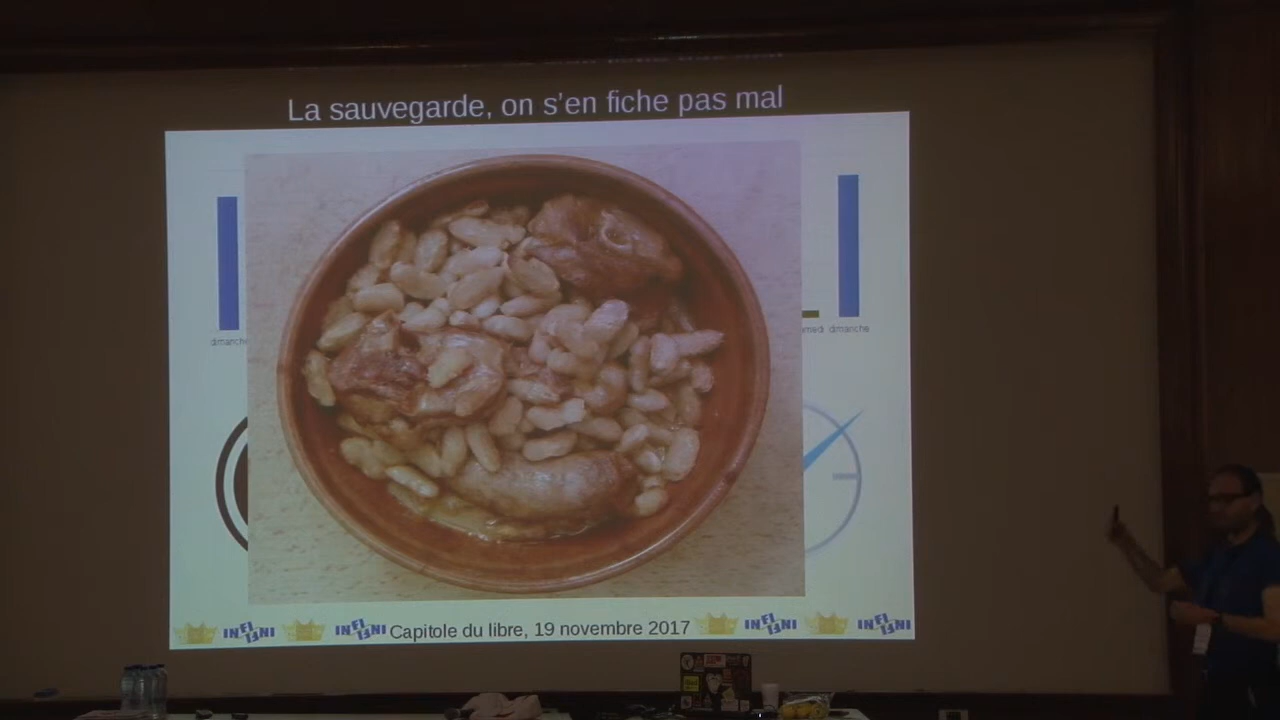 La sauvegarde, on s'en fiche pas mal
dimanche
medi dimanche
INFINI INFINI Capitole du libre, 19 novembre 2017 INFINI INFINI